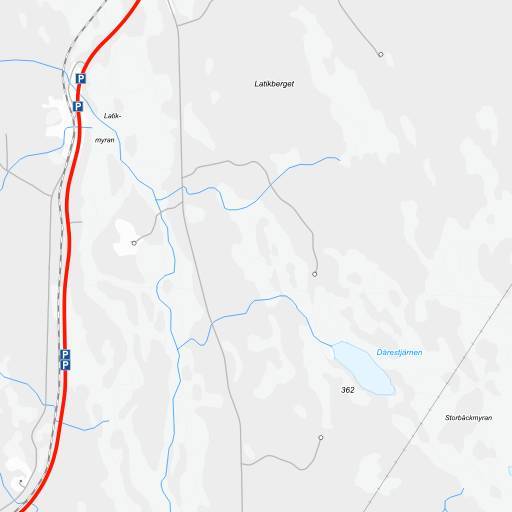 P
Latikberget
P
Latik-
myran
Dårestjärnen
P
P
362
Storbäckmyran